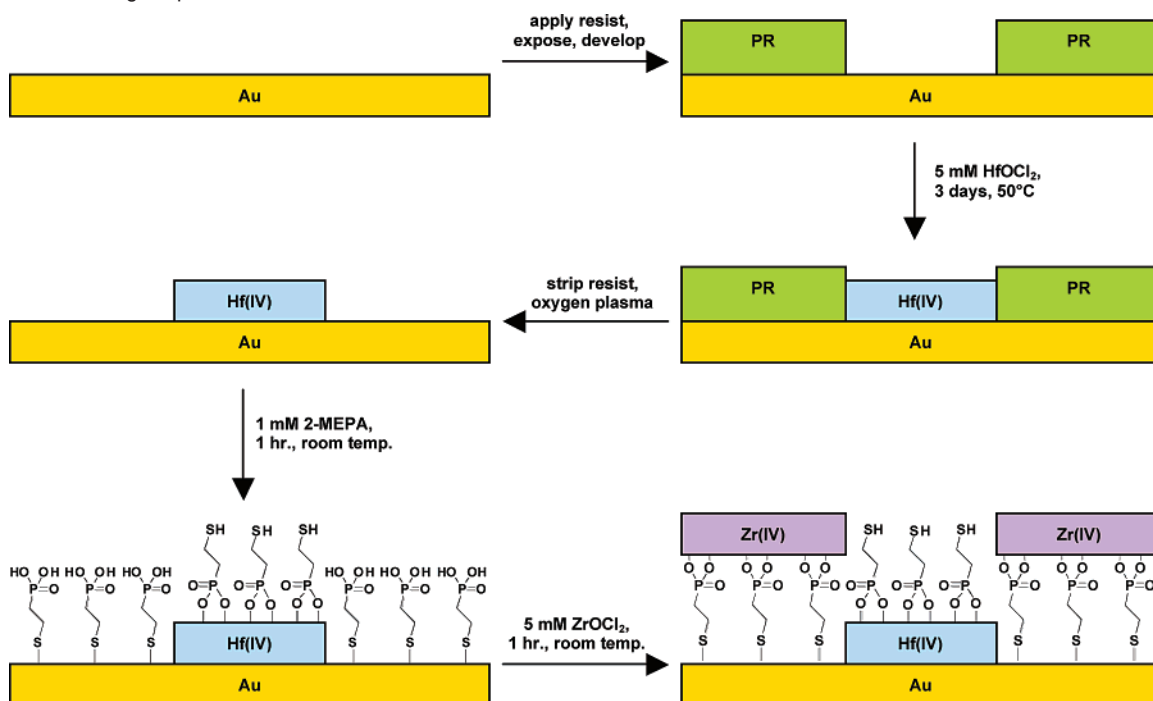 apply resist,
expose, develop
PR
PR
Au
Au
5 mM HfOCl₂,
3 days, 50°C
Hf(IV)
Au
strip resist,
oxygen plasma
PR
Hf(IV)
PR
Au
1 mM 2-MEPA,
1 hr., room temp.
SH
SH
SH
HO OH
P=O
S
HO OH
P=O
S
HO OH
P=O
S
O=P
O O
O=P
O O
O=P
O O
HO OH
P=O
S
HO OH
P=O
S
HO OH
P=O
S
Hf(IV)
Au
5 mM ZrOCl₂,
1 hr., room temp.
Zr(IV)
SH
SH
SH
Zr(IV)
O O
P=O
S
O O
P=O
S
O O
P=O
S
O=P
O O
O=P
O O
O=P
O O
O O
P=O
S
O O
P=O
S
O O
P=O
S
Hf(IV)
Au